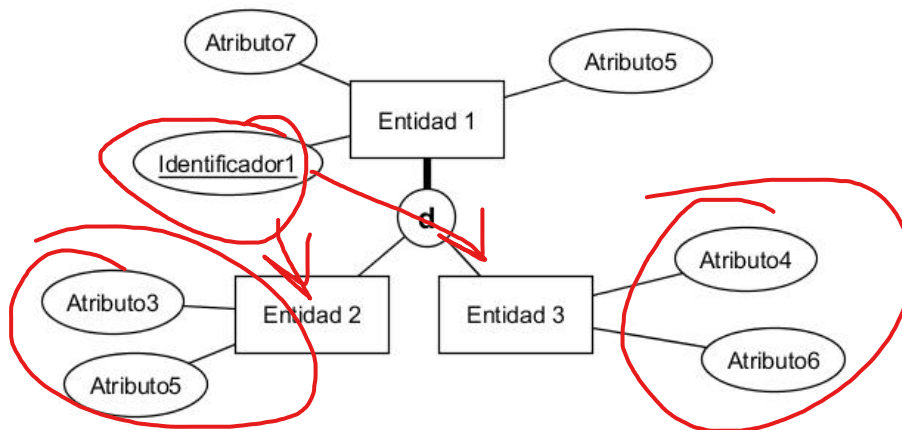 Atributo7
Atributo5
Entidad 1
Identificador1
d
Atributo4
Atributo3
Entidad 2
Entidad 3
Atributo5
Atributo6